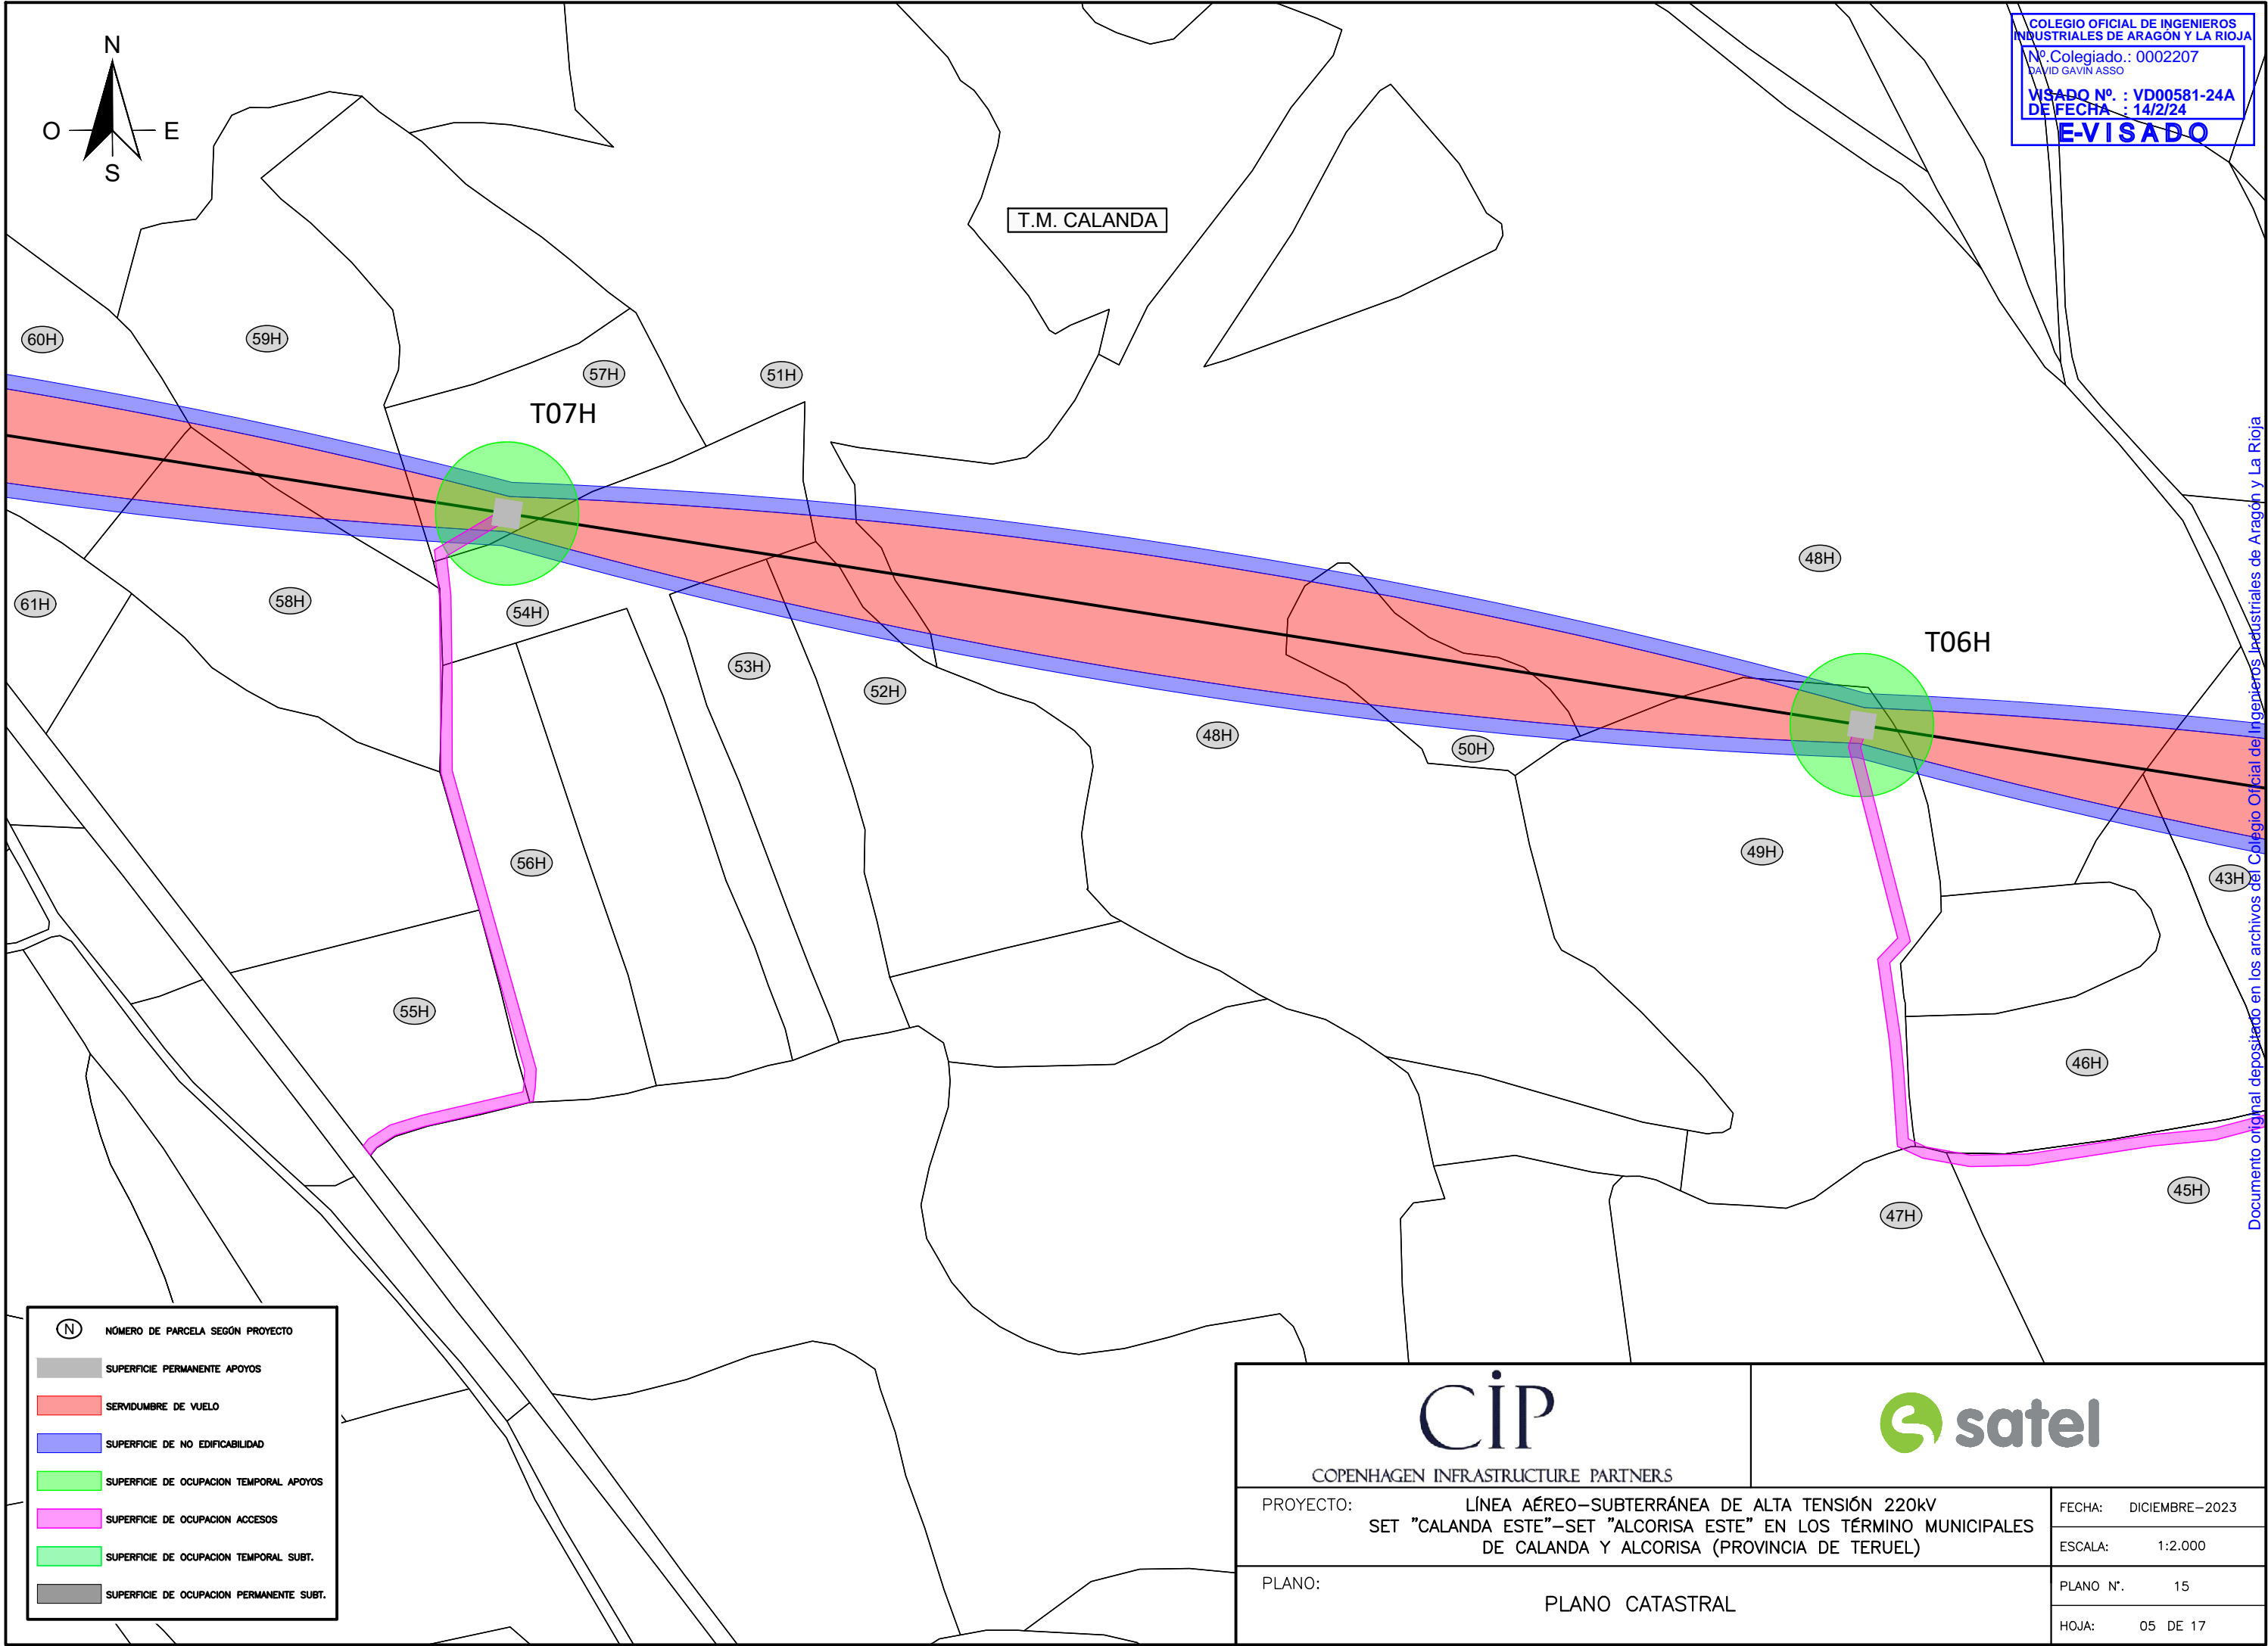 N
O
E
S
COLEGIO OFICIAL DE INGENIEROS
INDUSTRIALES DE ARAGÓN Y LA RIOJA
Nº.Colegiado.: 0002207
DAVID GAVÍN ASSO
VISADO Nº. : VD00581-24A
DE FECHA : 14/2/24
E-VISADO
T.M. CALANDA
60H
59H
57H
51H
T07H
48H
61H
58H
54H
T06H
53H
52H
48H
50H
56H
49H
43H
55H
46H
45H
47H
Documento original depositado en los archivos del Colegio Oficial de Ingenieros Industriales de Aragón y La Rioja
N NÚMERO DE PARCELA SEGÚN PROYECTO
SUPERFICIE PERMANENTE APOYOS
SERVIDUMBRE DE VUELO
SUPERFICIE DE NO EDIFICABILIDAD
SUPERFICIE DE OCUPACION TEMPORAL APOYOS
SUPERFICIE DE OCUPACION ACCESOS
SUPERFICIE DE OCUPACION TEMPORAL SUBT.
SUPERFICIE DE OCUPACION PERMANENTE SUBT.
CIP
COPENHAGEN INFRASTRUCTURE PARTNERS
satel
PROYECTO: LÍNEA AÉREO-SUBTERRÁNEA DE ALTA TENSIÓN 220kV
SET "CALANDA ESTE"-SET "ALCORISA ESTE" EN LOS TÉRMINO MUNICIPALES
DE CALANDA Y ALCORISA (PROVINCIA DE TERUEL)
PLANO:
PLANO CATASTRAL
FECHA: DICIEMBRE-2023
ESCALA: 1:2.000
PLANO Nº. 15
HOJA: 05 DE 17